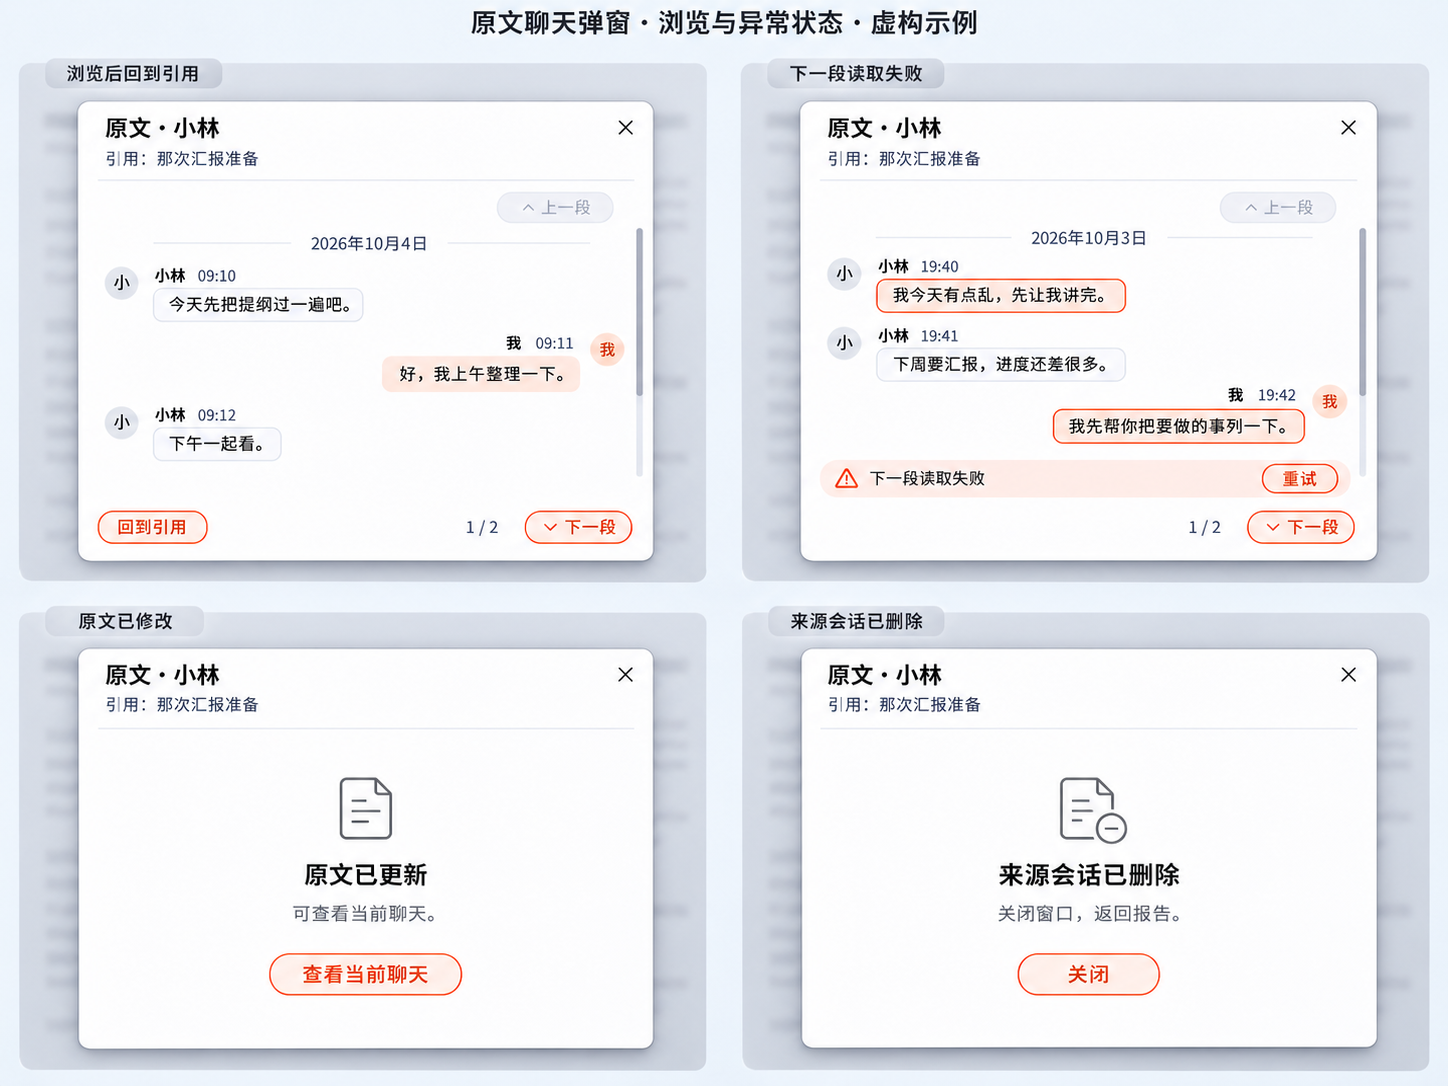 原文聊天弹窗·浏览与异常状态·虚构示例
浏览后回到引用
原文·小林
引用：那次汇报准备
上一段
2026年10月4日
小
小林 09:10
今天先把提纲过一遍吧。
我 09:11
我
好，我上午整理一下。
小
小林 09:12
下午一起看。
回到引用
1 / 2
下一段
下一段读取失败
原文·小林
引用：那次汇报准备
上一段
2026年10月3日
小
小林 19:40
我今天有点乱，先让我讲完。
小
小林 19:41
下周要汇报，进度还差很多。
我 19:42
我
我先帮你把要做的事列一下。
下一段读取失败
重试
1 / 2
下一段
原文已修改
原文·小林
引用：那次汇报准备
原文已更新
可查看当前聊天。
查看当前聊天
来源会话已删除
原文·小林
引用：那次汇报准备
来源会话已删除
关闭窗口，返回报告。
关闭